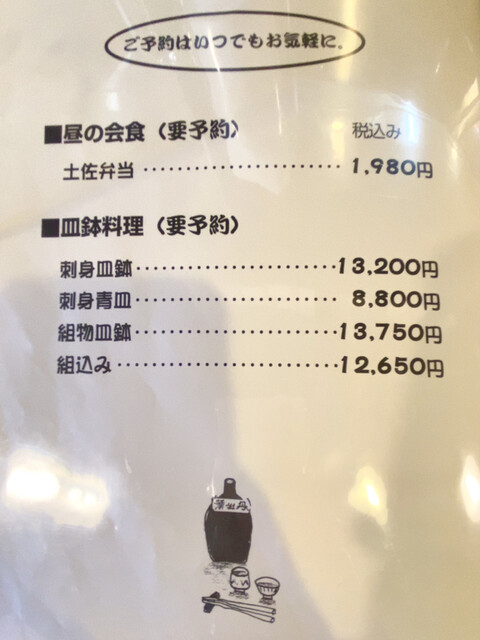 ご予約はいつでもお気軽に。
■昼の会食（要予約） 税込み
土佐弁当 ・・・・・・・・・・・・・・・・・・・・ 1,980円
■皿鉢料理（要予約）
刺身皿鉢・・・・・・・・・・・・・・・・・・・・・・13,200円
刺身青皿・・・・・・・・・・・・・・・・・・・・・・ 8,800円
組物皿鉢・・・・・・・・・・・・・・・・・・・・・・13,750円
組込み・・・・・・・・・・・・・・・・・・・・・・・・12,650円